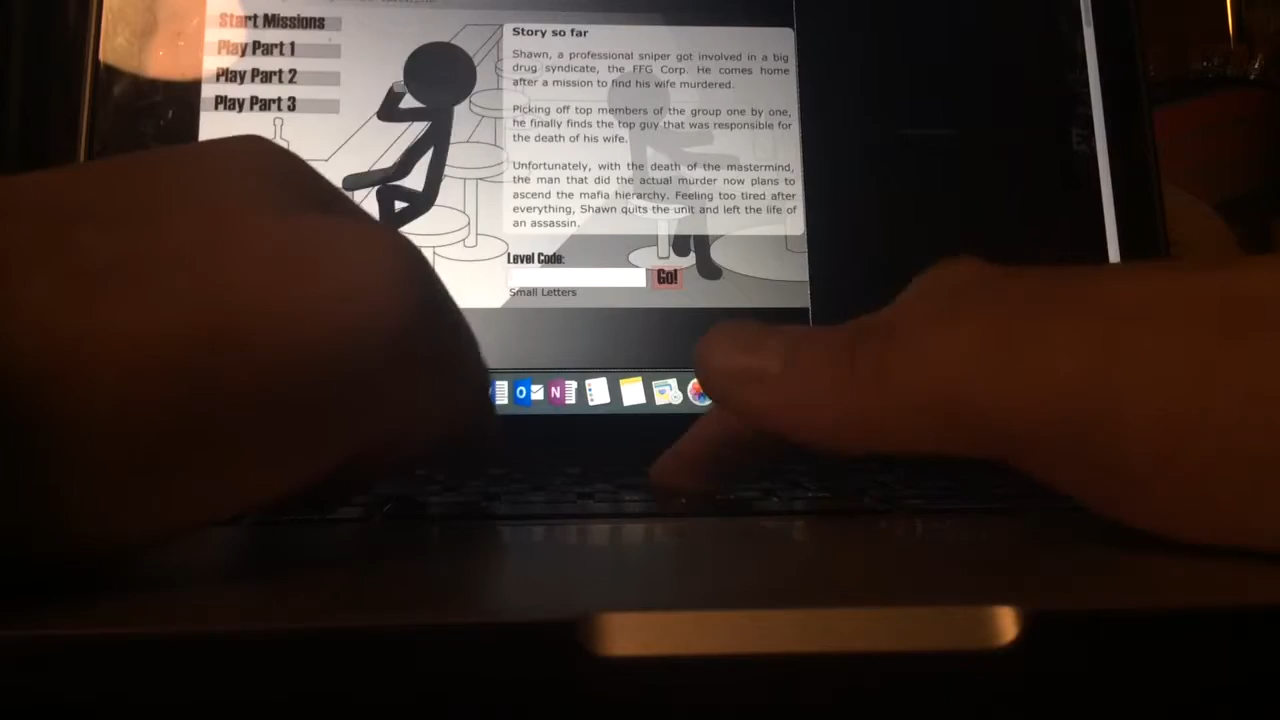 Start Missions
Play Part 1
Play Part 2
Play Part 3
Story so far
Shawn, a professional sniper got involved in a big
drug syndicate, the FFG Corp. He comes home
after a mission to find his wife murdered.
Picking off top members of the group one by one,
he finally finds the top guy that was responsible for
the death of his wife.
Unfortunately, with the death of the mastermind,
the man that did the actual murder now plans to
ascend the mafia hierarchy. Feeling too tired after
everything, Shawn quits the unit and left the life of
an assassin.
Level Code:
Go!
Small Letters
O
N